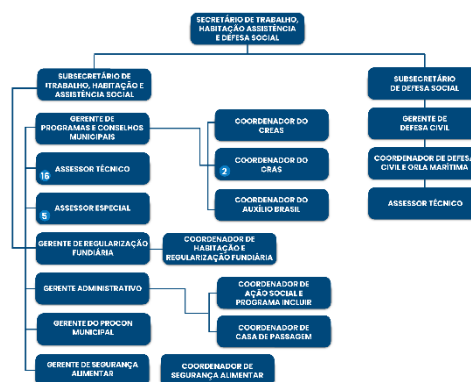 SECRETÁRIO DE TRABALHO,
HABITAÇÃO ASSISTÊNCIA
E DEFESA SOCIAL
SUBSECRETÁRIO DE
TRABALHO, HABITAÇÃO E
ASSISTÊNCIA SOCIAL
SUBSECRETÁRIO
DE DEFESA SOCIAL
GERENTE DE
PROGRAMAS E CONSELHOS
MUNICIPAIS
COORDENADOR DO
CREAS
GERENTE DE
DEFESA CIVIL
16 ASSESSOR TÉCNICO
2 COORDENADOR DO
CRAS
COORDENADOR DE DEFESA
CIVIL E ORLA MARÍTIMA
5 ASSESSOR ESPECIAL
COORDENADOR DO
AUXÍLIO BRASIL
ASSESSOR TÉCNICO
GERENTE DE REGULARIZAÇÃO
FUNDIÁRIA
COORDENADOR DE
HABITAÇÃO E
REGULARIZAÇÃO FUNDIÁRIA
GERENTE ADMINISTRATIVO
COORDENADOR DE
AÇÃO SOCIAL E
PROGRAMA INCLUIR
GERENTE DO PROCON
MUNICIPAL
COORDENADOR DE
CASA DE PASSAGEM
GERENTE DE SEGURANÇA
ALIMENTAR
COORDENADOR DE
SEGURANÇA ALIMENTAR